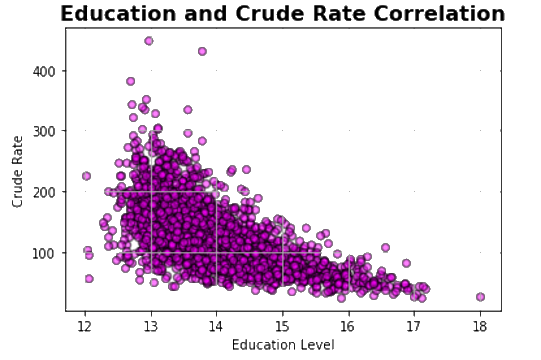 Education and Crude Rate Correlation
400
300
200
100
Crude Rate
12 13 14 15 16 17 18
Education Level